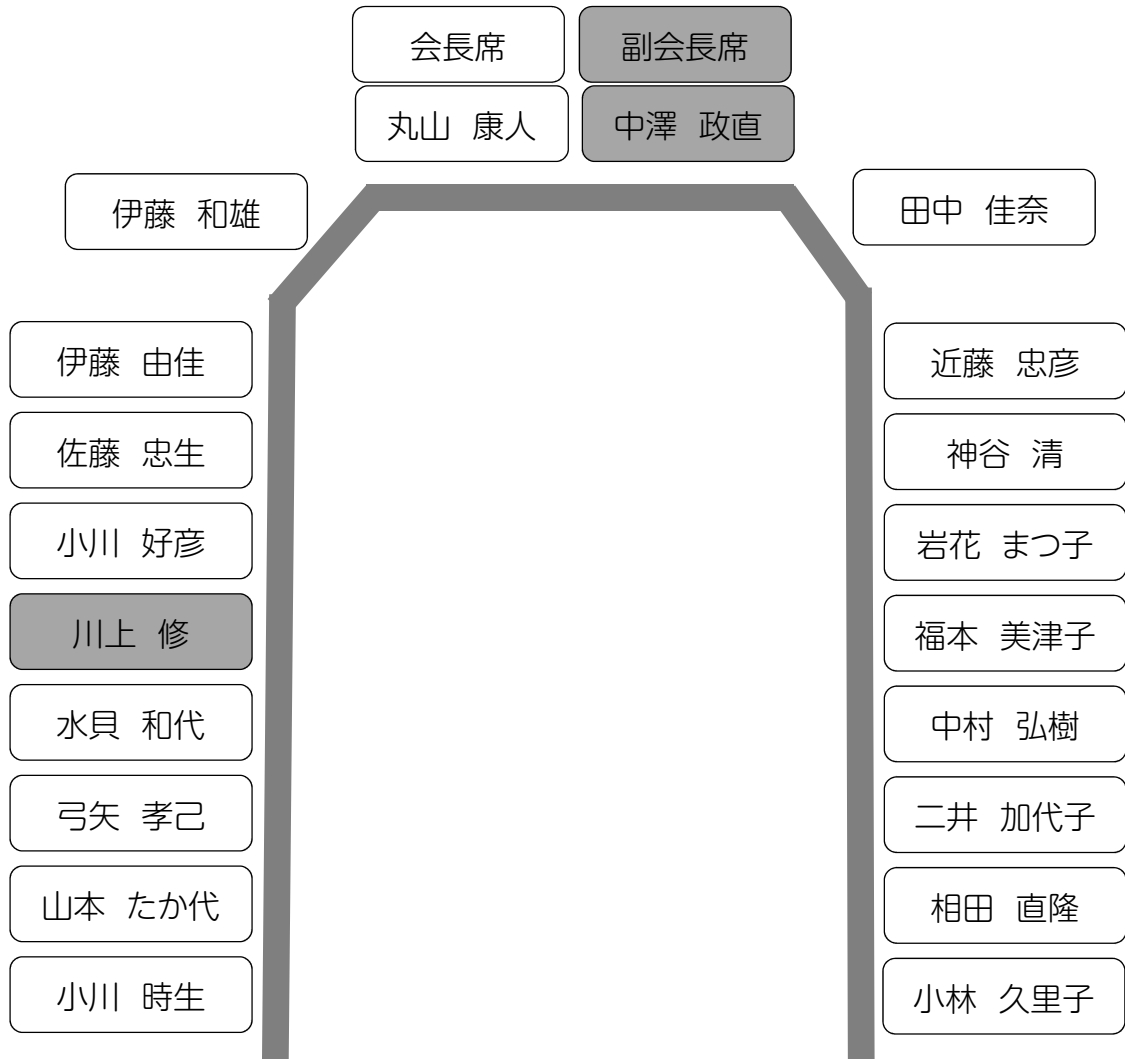 会長席 副会長席
丸山 康人 中澤 政直
伊藤 和雄 田中 佳奈
伊藤 由佳 近藤 忠彦
佐藤 忠生 神谷 清
小川 好彦 岩花 まつ子
川上 修 福本 美津子
水貝 和代 中村 弘樹
弓矢 孝己 二井 加代子
山本 たか代 相田 直隆
小川 時生 小林 久里子